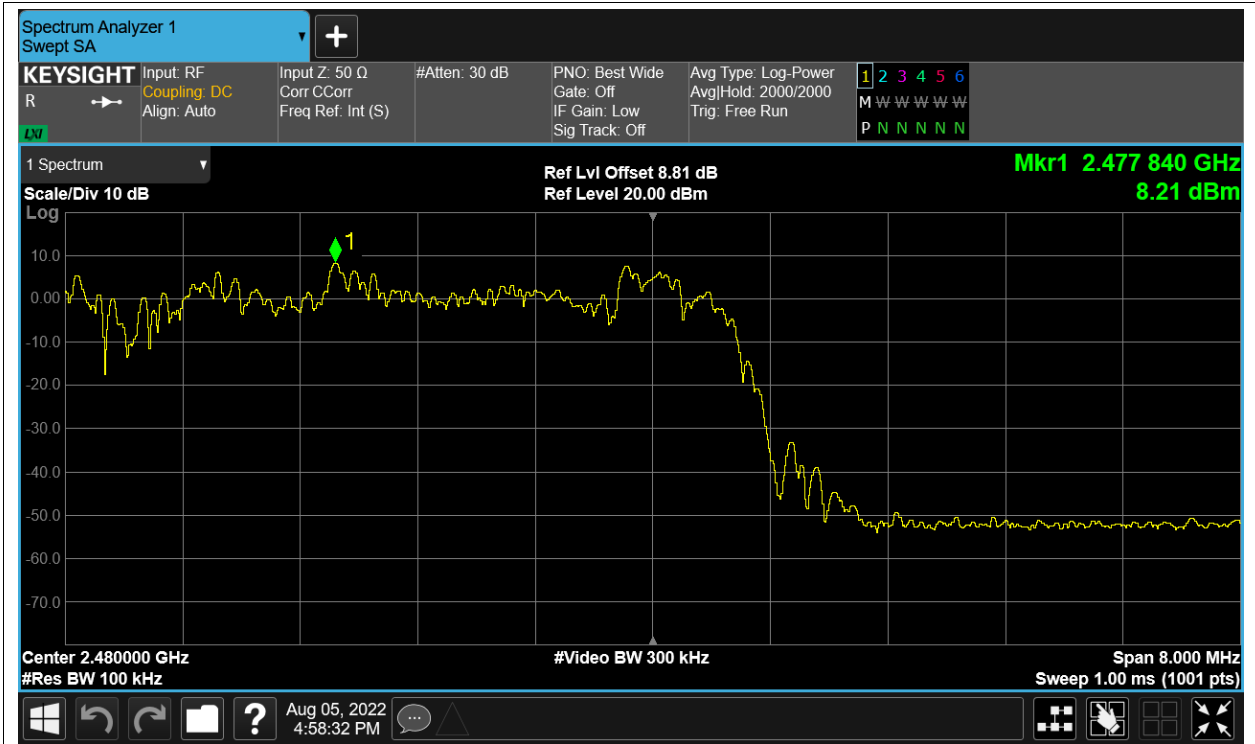 Spectrum Analyzer 1
Swept SA
KEYSIGHT
R
LXI
Input: RF
Coupling: DC
Align: Auto
Input Z: 50 Ω
Corr CCorr
Freq Ref: Int (S)
#Atten: 30 dB
PNO: Best Wide
Gate: Off
IF Gain: Low
Sig Track: Off
Avg Type: Log-Power
Avg|Hold: 2000/2000
Trig: Free Run
1 2 3 4 5 6
M W W W W W
P N N N N N
1 Spectrum
Scale/Div 10 dB
Log
Ref Lvl Offset 8.81 dB
Ref Level 20.00 dBm
Mkr1 2.477 840 GHz
8.21 dBm
1
10.0
0.00
-10.0
-20.0
-30.0
-40.0
-50.0
-60.0
-70.0
Center 2.480000 GHz
#Res BW 100 kHz
#Video BW 300 kHz
Span 8.000 MHz
Sweep 1.00 ms (1001 pts)
?
Aug 05, 2022
4:58:32 PM